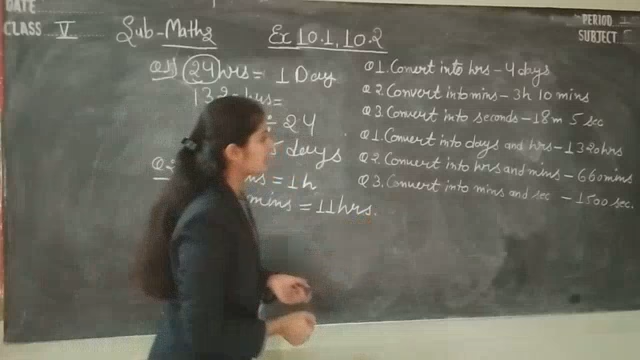 DATE
CLASS V
Sub-Maths
Ex 10.1, 10.2
PERIOD
SUBJECT
Q1) 24 hrs = 1 Day
1320 hrs =
= 24
days
= 1h
mins = 11 hrs.
Q1. Convert into hrs - 4 days
Q2. Convert into mins - 3h 10 mins
Q3. Convert into seconds - 18m 5 sec
Q1. Convert into days and hrs - 1320 hrs
Q2. Convert into hrs and mins - 660 mins
Q3. Convert into mins and sec - 1500 sec.